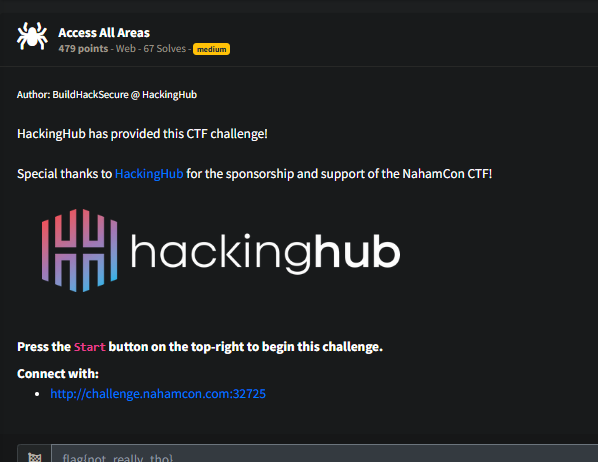 Access All Areas
479 points - Web - 67 Solves - medium
Author: BuildHackSecure @ HackingHub
HackingHub has provided this CTF challenge!
Special thanks to HackingHub for the sponsorship and support of the NahamCon CTF!
hackinghub
Press the Start button on the top-right to begin this challenge.
Connect with:
http://challenge.nahamcon.com:32725
flag{not_really_tho}